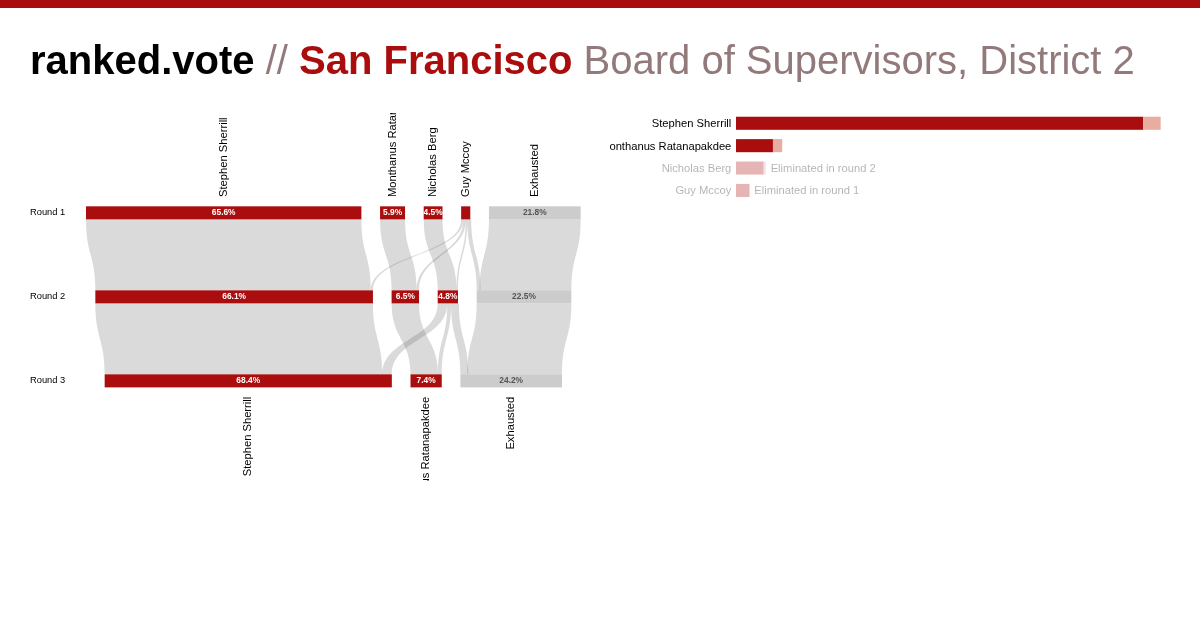 ranked.vote // San Francisco Board of Supervisors, District 2
Stephen Sherrill
Monthanus Ratai
Nicholas Berg
Guy Mccoy
Exhausted
Round 1
65.6%
5.9%
4.5%
21.8%
Round 2
66.1%
6.5%
4.8%
22.5%
Round 3
68.4%
7.4%
24.2%
Stephen Sherrill
us Ratanapakdee
Exhausted
Stephen Sherrill
onthanus Ratanapakdee
Nicholas Berg Eliminated in round 2
Guy Mccoy Eliminated in round 1